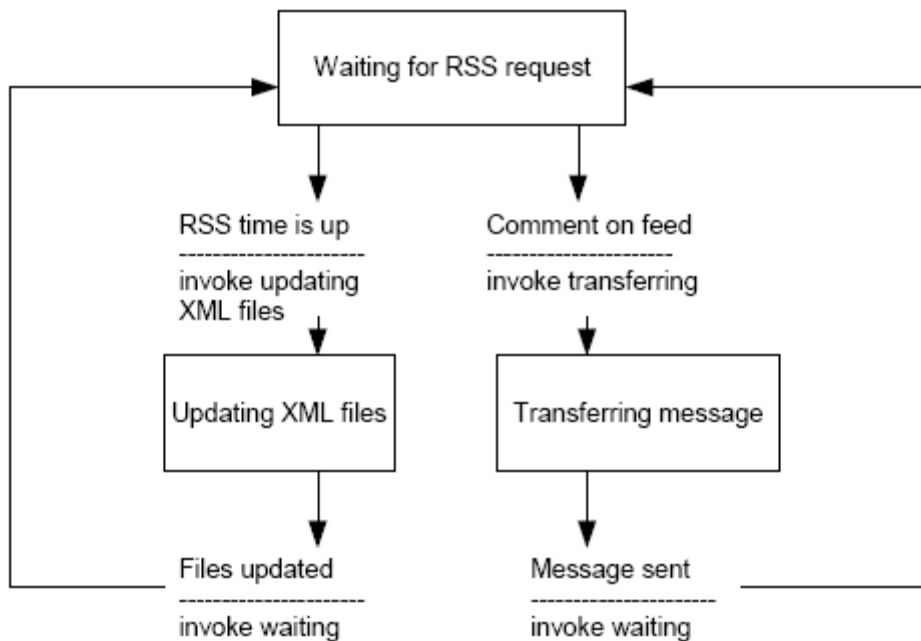 Waiting for RSS request
RSS time is up
-----------------------
invoke updating
XML files
Comment on feed
-----------------------
invoke transferring
Updating XML files
Transferring message
Files updated
-----------------------
invoke waiting
Message sent
-----------------------
invoke waiting